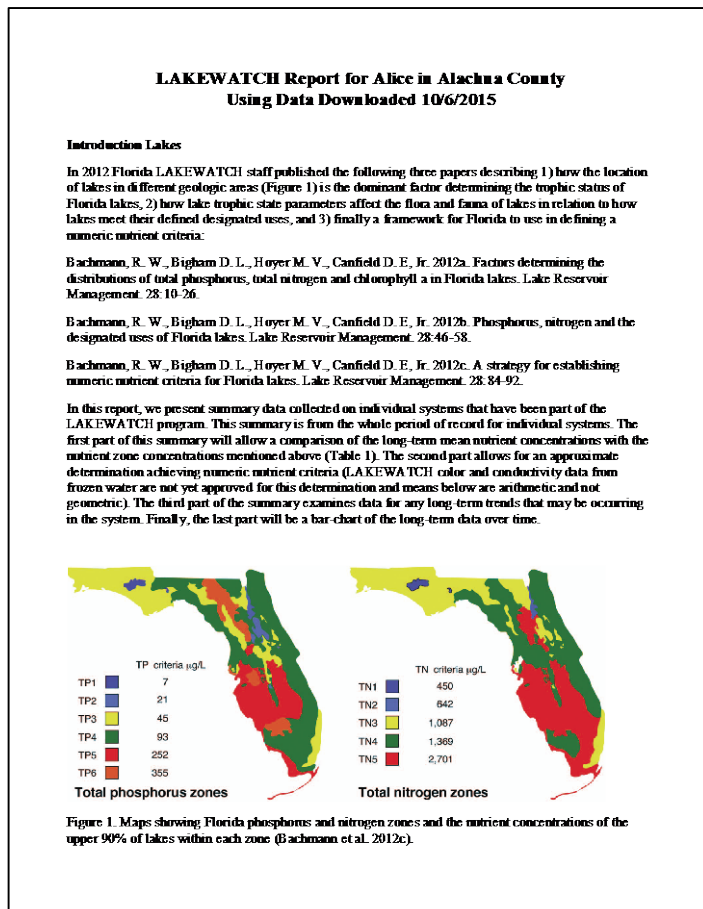 LAKEWATCH Report for Alice in Alachua County
Using Data Downloaded 10/6/2015
Introduction Lakes
In 2012 Florida LAKEWATCH staff published the following three papers describing 1) how the location
of lakes in different geologic areas (Figure 1) is the dominant factor determining the trophic status of
Florida lakes, 2) how lake trophic state parameters affect the flora and fauna of lakes in relation to how
lakes meet their defined designated uses, and 3) finally a framework for Florida to use in defining a
numeric nutrient criteria:
Bachmann, R. W., Bigham D. L., Hoyer M. V., Canfield D. E, Jr. 2012a. Factors determining the
distributions of total phosphorus, total nitrogen and chlorophyll a in Florida lakes. Lake Reservoir
Management. 28:10-26.
Bachmann, R. W., Bigham D. L., Hoyer M. V., Canfield D. E, Jr. 2012b. Phosphorus, nitrogen and the
designated uses of Florida lakes. Lake Reservoir Management. 28:46-58.
Bachmann, R. W., Bigham D. L., Hoyer M. V., Canfield D. E, Jr. 2012c. A strategy for establishing
numeric nutrient criteria for Florida lakes. Lake Reservoir Management. 28:84-92.
In this report, we present summary data collected on individual systems that have been part of the
LAKEWATCH program. This summary is from the whole period of record for individual systems. The
first part of this summary will allow a comparison of the long-term mean nutrient concentrations with the
nutrient zone concentrations mentioned above (Table 1). The second part allows for an approximate
determination achieving numeric nutrient criteria (LAKEWATCH color and conductivity data from
frozen water are not yet approved for this determination and means below are arithmetic and not
geometric). The third part of the summary examines data for any long-term trends that may be occurring
in the system. Finally, the last part will be a bar-chart of the long-term data over time.
TP criteria µg/L
TP1 7
TP2 21
TP3 45
TP4 93
TP5 252
TP6 355
Total phosphorus zones
TN criteria µg/L
TN1 450
TN2 642
TN3 1,087
TN4 1,369
TN5 2,701
Total nitrogen zones
Figure 1. Maps showing Florida phosphorus and nitrogen zones and the nutrient concentrations of the
upper 90% of lakes within each zone (Bachmann et al. 2012c).